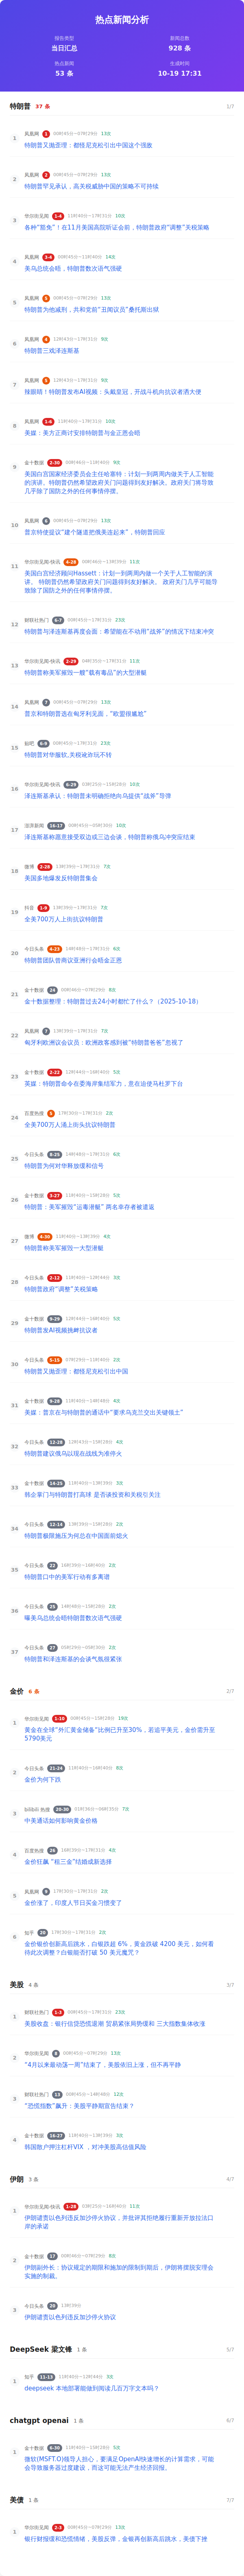 热点新闻分析
报告类型
当日汇总
新闻总数
928 条
热点新闻
53 条
生成时间
10-19 17:31
特朗普 37 条 1/7
1
凤凰网 1 00时45分~07时29分 13次
特朗普又抛歪理：都怪尼克松引出中国这个强敌
2
凤凰网 2 00时45分~07时29分 13次
特朗普罕见承认，高关税威胁中国的策略不可持续
3
华尔街见闻 1-4 11时40分~17时31分 10次
各种“豁免”！在11月美国高院听证会前，特朗普政府“调整”关税策略
4
凤凰网 3-4 00时45分~11时40分 14次
美乌总统会晤，特朗普数次语气强硬
5
凤凰网 5 00时45分~07时29分 13次
特朗普为他减刑，共和党前“丑闻议员”桑托斯出狱
6
凤凰网 4 12时43分~17时31分 9次
特朗普三戏泽连斯基
7
凤凰网 5 12时43分~17时31分 9次
辣眼睛！特朗普发布AI视频：头戴皇冠，开战斗机向抗议者洒大便
8
凤凰网 1-6 11时40分~17时31分 10次
美媒：美方正商讨安排特朗普与金正恩会晤
9
金十数据 2-30 00时46分~11时40分 9次
美国白宫国家经济委员会主任哈塞特：计划一到两周内做关于人工智能的演讲。特朗普仍然希望政府关门问题得到友好解决。政府关门将导致几乎除了国防之外的任何事情停摆。
10
凤凰网 6 00时45分~07时29分 13次
普京特使提议“建个隧道把俄美连起来”，特朗普回应
11
华尔街见闻-快讯 4-28 00时46分~13时39分 11次
美国白宫经济顾问Hassett：计划一到两周内做一个关于人工智能的演讲。 特朗普仍然希望政府关门问题得到友好解决。 政府关门几乎可能导致除了国防之外的其他的事情停摆。
12
财联社热门 6-7 00时45分~17时31分 23次
特朗普与泽连斯基再度会面：希望能在不动用“战斧”的情况下结束冲突
13
华尔街见闻-快讯 2-29 04时35分~17时31分 11次
特朗普称美军摧毁一艘“载有毒品”的大型潜艇
14
凤凰网 7 00时45分~07时29分 13次
普京和特朗普选在匈牙利见面，“欧盟很尴尬”
15
贴吧 6-9 00时45分~17时31分 23次
特朗普对华服软,关税讹诈玩不转
16
华尔街见闻-快讯 6-29 03时25分~15时28分 10次
泽连斯基承认：特朗普未明确拒绝向乌提供“战斧”导弹
17
澎湃新闻 16-17 00时45分~05时39分 10次
泽连斯基称愿意接受双边或三边会谈，特朗普称俄乌冲突应结束
18
微博 2-28 13时39分~17时31分 7次
美国多地爆发反特朗普集会
19
抖音 1-9 13时39分~17时31分 7次
全美700万人上街抗议特朗普
20
今日头条 4-23 14时48分~17时31分 6次
特朗普团队曾商议亚洲行会晤金正恩
21
金十数据 24 00时46分~07时29分 8次
金十数据整理：特朗普过去24小时都忙了什么？（2025-10-18）
22
凤凰网 7 13时39分~17时31分 7次
匈牙利欧洲议会议员：欧洲政客感到被“特朗普爸爸”忽视了
23
金十数据 2-22 12时44分~16时40分 5次
英媒：特朗普命令在委海岸集结军力，意在迫使马杜罗下台
24
百度热搜 5 17时30分~17时31分 2次
全美700万人涌上街头抗议特朗普
25
今日头条 8-25 14时48分~17时31分 6次
特朗普为何对华释放缓和信号
26
金十数据 3-27 11时40分~15时28分 5次
特朗普：美军摧毁“运毒潜艇” 两名幸存者被遣返
27
微博 4-30 11时40分~13时39分 4次
特朗普称美军摧毁一大型潜艇
28
今日头条 2-12 11时40分~12时44分 3次
特朗普政府“调整”关税策略
29
金十数据 9-29 12时44分~16时40分 5次
特朗普发AI视频挑衅抗议者
30
今日头条 5-15 07时29分~11时40分 2次
特朗普又抛歪理：都怪尼克松引出中国
31
金十数据 9-28 11时40分~14时48分 4次
美媒：普京在与特朗普的通话中“要求乌克兰交出关键领土”
32
今日头条 12-28 12时43分~15时28分 4次
特朗普建议俄乌以现在战线为准停火
33
金十数据 14-25 11时40分~13时39分 3次
韩企掌门与特朗普打高球 是否谈投资和关税引关注
34
今日头条 12-14 13时39分~15时28分 3次
特朗普极限施压为何总在中国面前熄火
35
今日头条 22 16时39分~16时40分 2次
特朗普口中的美军行动有多离谱
36
今日头条 25 14时48分~15时28分 2次
曝美乌总统会晤特朗普数次语气强硬
37
今日头条 27 05时29分~05时39分 2次
特朗普和泽连斯基的会谈气氛很紧张
金价 6 条 2/7
1
华尔街见闻 1-10 00时45分~15时28分 19次
黄金在全球“外汇黄金储备”比例已升至30%，若追平美元，金价需升至5790美元
2
今日头条 21-24 11时40分~16时40分 8次
金价为何下跌
3
bilibili 热搜 20-30 01时36分~06时35分 7次
中美通话如何影响黄金价格
4
百度热搜 26 16时39分~17时31分 4次
金价狂飙 “租三金”结婚成新选择
5
凤凰网 9 17时30分~17时31分 2次
金价涨了，印度人节日买金习惯变了
6
知乎 29 17时30分~17时31分 2次
金价银价创新高后跳水，白银跌超 6%，黄金跌破 4200 美元，如何看待此次调整？白银能否打破 50 美元魔咒？
美股 4 条 3/7
1
财联社热门 1-3 00时45分~17时31分 23次
美股收盘：银行信贷恐慌退潮 贸易紧张局势缓和 三大指数集体收涨
2
华尔街见闻 8 00时45分~07时29分 13次
“4月以来最动荡一周”结束了，美股依旧上涨，但不再平静
3
财联社热门 13 06时45分~14时48分 12次
“恐慌指数”飙升：美股平静期宣告结束？
4
金十数据 16-27 11时40分~13时39分 3次
韩国散户押注杠杆VIX ，对冲美股高估值风险
伊朗 3 条 4/7
1
华尔街见闻-快讯 1-28 03时25分~16时40分 11次
伊朗谴责以色列违反加沙停火协议，并批评其拒绝履行重新开放拉法口岸的承诺
2
金十数据 17 00时46分~07时29分 8次
伊朗副外长：协议规定的期限和施加的限制到期后，伊朗将摆脱安理会实施的制裁。
3
今日头条 20 13时39分
伊朗谴责以色列违反加沙停火协议
DeepSeek 梁文锋 1 条 5/7
1
知乎 11-13 11时40分~12时44分 3次
deepseek 本地部署能做到阅读几百万字文本吗？
chatgpt openai 1 条 6/7
1
金十数据 6-30 11时40分~15时28分 5次
微软(MSFT.O)领导人担心，要满足OpenAI快速增长的计算需求，可能会导致服务器过度建设，而这可能无法产生经济回报。
美债 1 条 7/7
1
华尔街见闻 2-3 00时45分~07时29分 13次
银行财报缓和恐慌情绪，美股反弹，金银再创新高后跳水，美债下挫